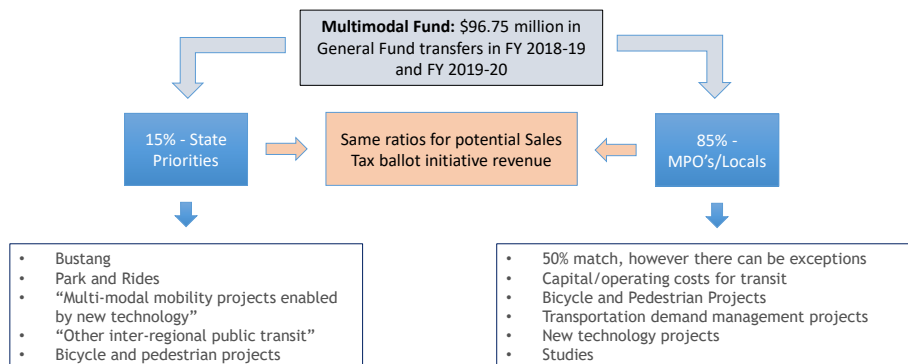 Multimodal Fund: $96.75 million in
General Fund transfers in FY 2018-19
and FY 2019-20
15% - State
Priorities
Same ratios for potential Sales
Tax ballot initiative revenue
85% -
MPO’s/Locals
• Bustang
• Park and Rides
• “Multi-modal mobility projects enabled
by new technology”
• “Other inter-regional public transit”
• Bicycle and pedestrian projects
• 50% match, however there can be exceptions
• Capital/operating costs for transit
• Bicycle and Pedestrian Projects
• Transportation demand management projects
• New technology projects
• Studies